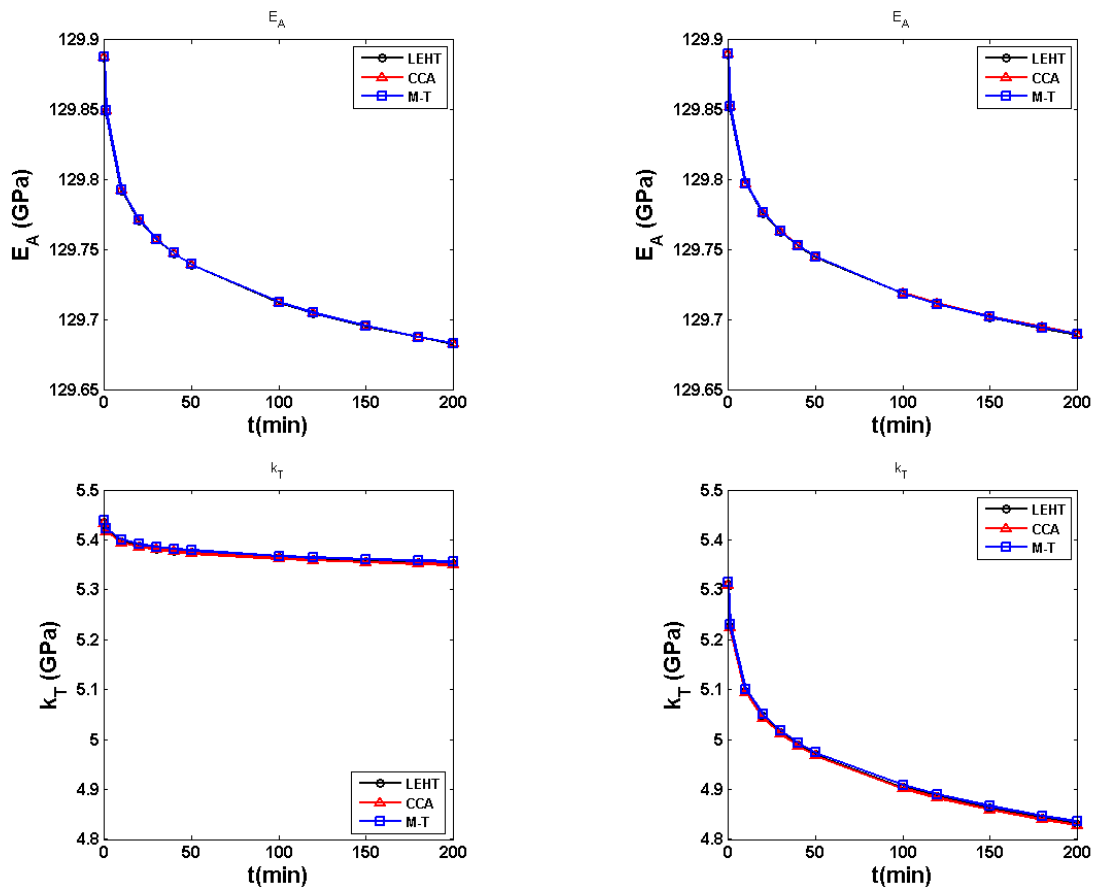 E_A
129.9
129.85
129.8
129.75
129.7
129.65
E_A (GPa)
0 50 100 150 200
t(min)
LEHT
CCA
M-T
E_A
129.9
129.85
129.8
129.75
129.7
129.65
E_A (GPa)
0 50 100 150 200
t(min)
LEHT
CCA
M-T
k_T
5.5
5.4
5.3
5.2
5.1
5
4.9
4.8
k_T (GPa)
0 50 100 150 200
t(min)
LEHT
CCA
M-T
k_T
5.5
5.4
5.3
5.2
5.1
5
4.9
4.8
k_T (GPa)
0 50 100 150 200
t(min)
LEHT
CCA
M-T